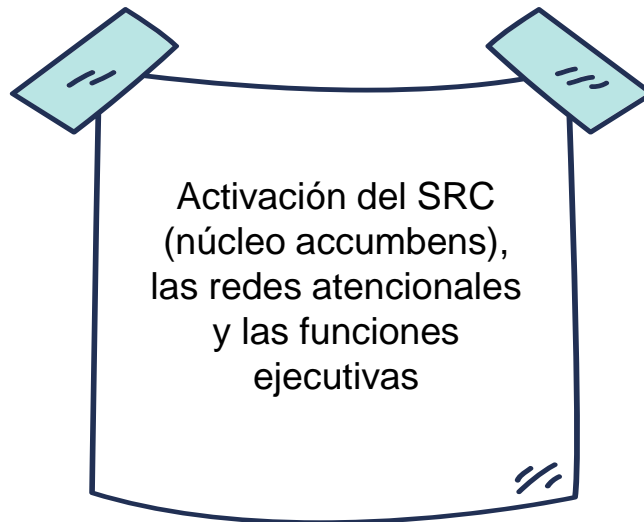 Activación del SRC
(núcleo accumbens),
las redes atencionales
y las funciones
ejecutivas